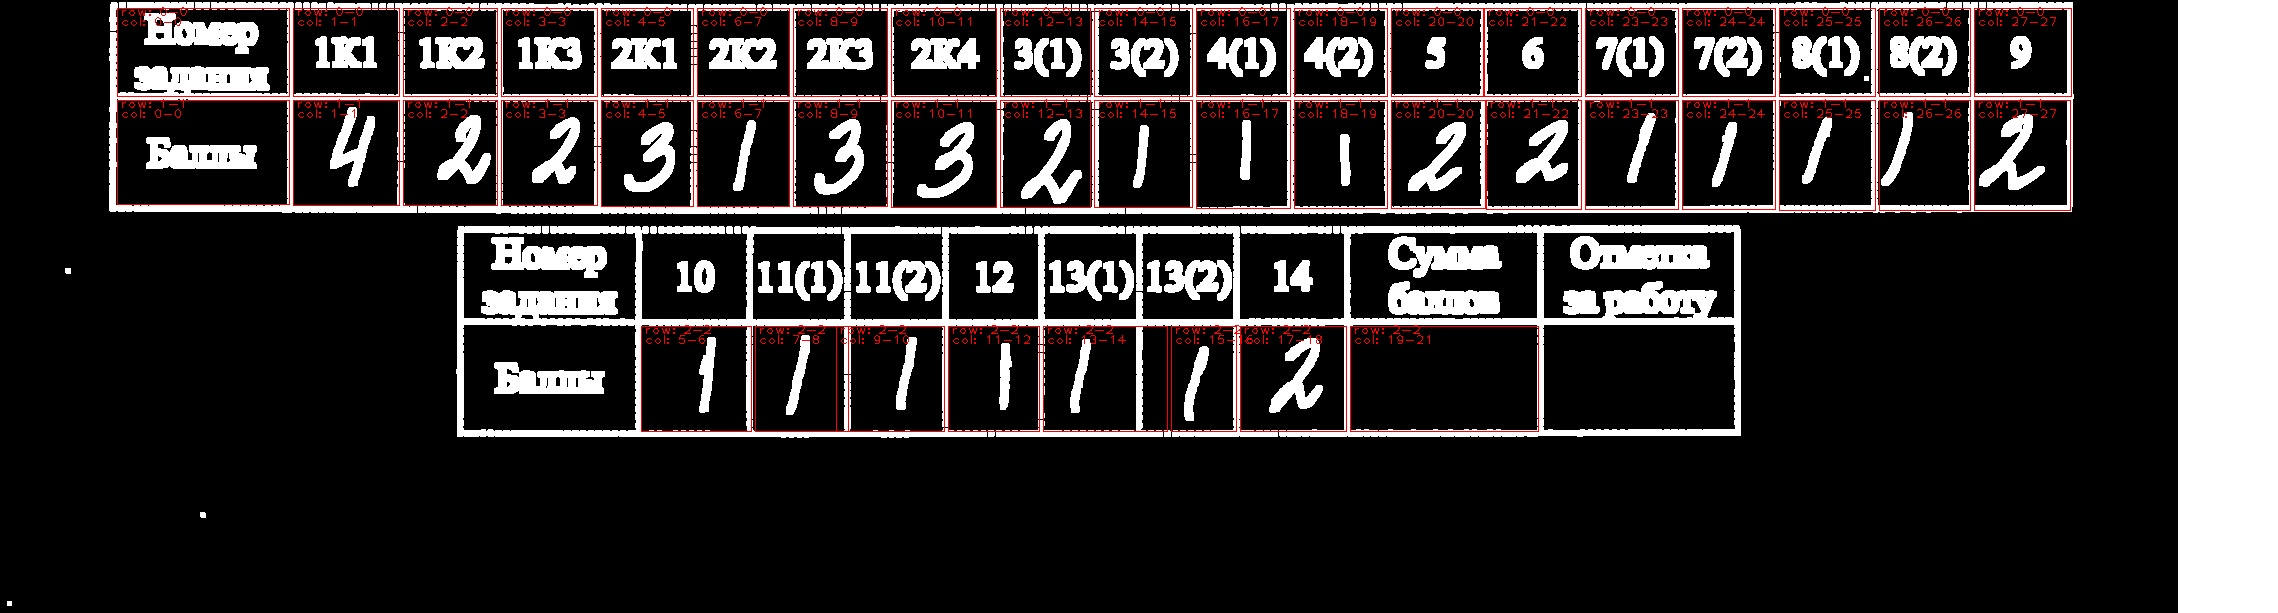 Номер задания 1К1 1К2 1К3 2К1 2К2 2К3 2К4 3(1) 3(2) 4(1) 4(2) 5 6 7(1) 7(2) 8(1) 8(2) 9
Баллы 4 2 2 3 1 3 3 2 1 1 1 2 2 1 1 1 1 2
Номер задания 10 11(1) 11(2) 12 13(1) 13(2) 14 Сумма баллов Отметка за работу
Баллы 1 1 1 1 1 1 2